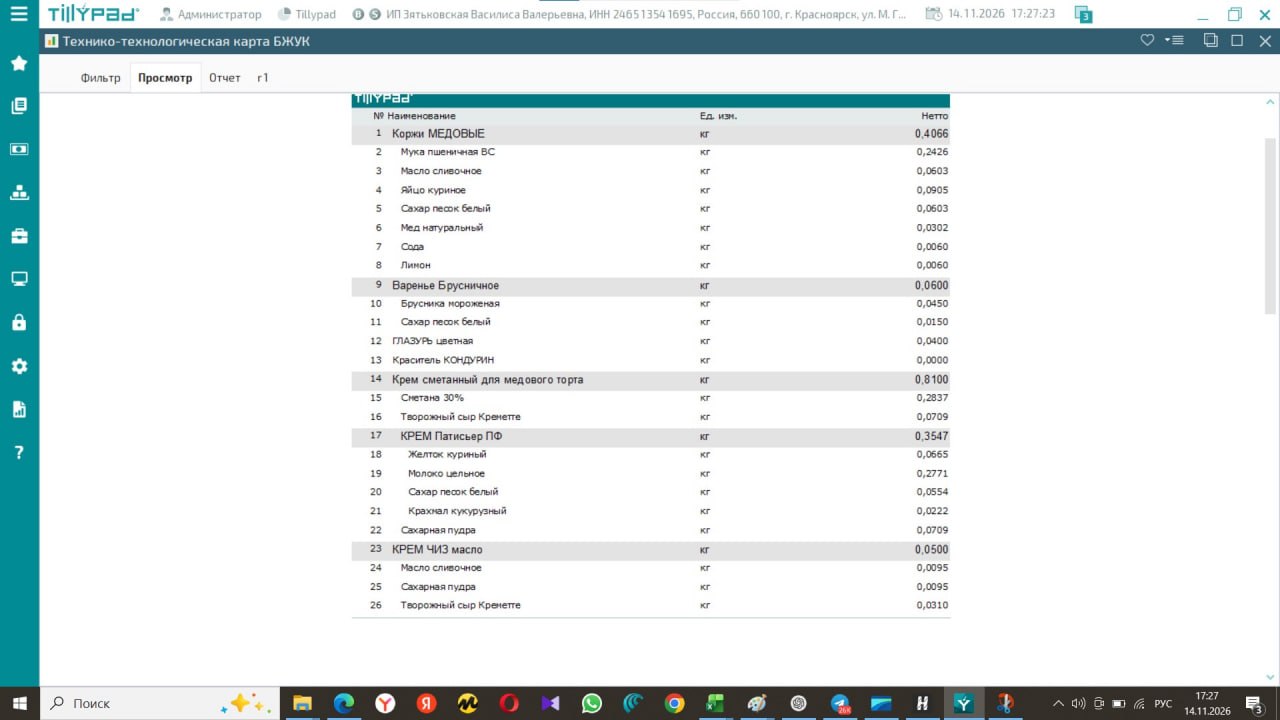 TillYPad® Администратор Tillypad ИП Зятьковская Василиса Валерьевна, ИНН 246513541695, Россия, 660100, г. Красноярск, ул. М. Г... 14.11.2026 17:27:23 3
Технико-технологическая карта БЖУК
Фильтр Просмотр Отчет r1
TillYPad®
№ Наименование Ед. изм. Нетто
1 Коржи МЕДОВЫЕ кг 0,4066
2 Мука пшеничная ВС кг 0,2426
3 Масло сливочное кг 0,0603
4 Яйцо куриное кг 0,0905
5 Сахар песок белый кг 0,0603
6 Мед натуральный кг 0,0302
7 Сода кг 0,0060
8 Лимон кг 0,0060
9 Варенье Брусничное кг 0,0600
10 Брусника мороженая кг 0,0450
11 Сахар песок белый кг 0,0150
12 ГЛАЗУРЬ цветная кг 0,0400
13 Краситель КОНДУРИН кг 0,0000
14 Крем сметанный для медового торта кг 0,8100
15 Сметана 30% кг 0,2837
16 Творожный сыр Креметте кг 0,0709
17 КРЕМ Патисьер ПФ кг 0,3547
18 Желток куриный кг 0,0665
19 Молоко цельное кг 0,2771
20 Сахар песок белый кг 0,0554
21 Крахмал кукурузный кг 0,0222
22 Сахарная пудра кг 0,0709
23 КРЕМ ЧИЗ масло кг 0,0500
24 Масло сливочное кг 0,0095
25 Сахарная пудра кг 0,0095
26 Творожный сыр Креметте кг 0,0310
Поиск РУС 17:27
14.11.2026